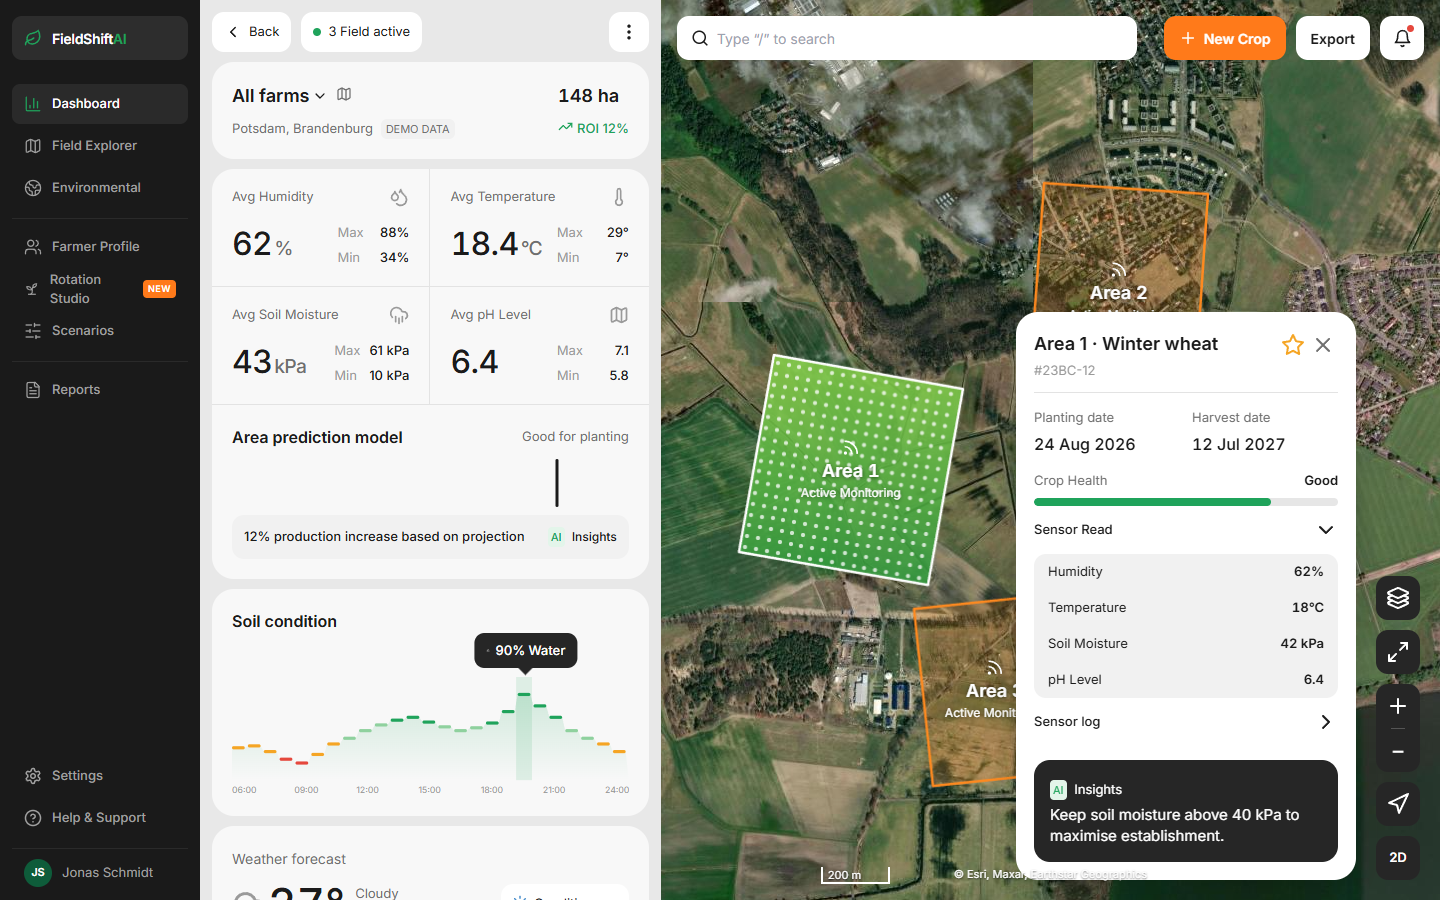 FieldShiftAI
Dashboard
Field Explorer
Environmental
Farmer Profile
Rotation
Studio
NEW
Scenarios
Reports
Settings
Help & Support
JS
Jonas Schmidt
Back
3 Field active
All farms
148 ha
Potsdam, Brandenburg
DEMO DATA
ROI 12%
Avg Humidity
62 %
Max 88%
Min 34%
Avg Temperature
18.4 °C
Max 29°
Min 7°
Avg Soil Moisture
43 kPa
Max 61 kPa
Min 10 kPa
Avg pH Level
6.4
Max 7.1
Min 5.8
Area prediction model
Good for planting
12% production increase based on projection
AI Insights
Soil condition
90% Water
06:00 09:00 12:00 15:00 18:00 21:00 24:00
Weather forecast
Cloudy
Type “/” to search
New Crop
Export
Area 2
Area 1
Active Monitoring
Area 3
Active Monit
Area 1 · Winter wheat
#23BC-12
Planting date
24 Aug 2026
Harvest date
12 Jul 2027
Crop Health
Good
Sensor Read
Humidity 62%
Temperature 18°C
Soil Moisture 42 kPa
pH Level 6.4
Sensor log
AI Insights
Keep soil moisture above 40 kPa to
maximise establishment.
2D
200 m
© Esri, Maxar, Earthstar Geographics